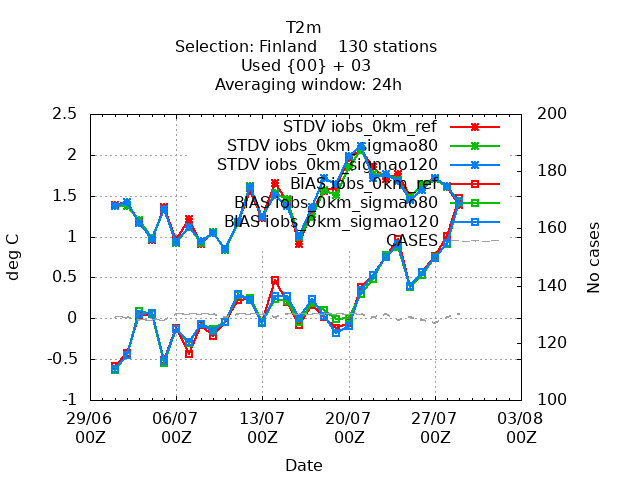 T2m
Selection: Finland    130 stations
Used {00} + 03
Averaging window: 24h
STDV iobs_0km_ref
STDV iobs_0km_sigmao80
STDV iobs_0km_sigmao120
BIAS iobs_0km_ref
BIAS iobs_0km_sigmao80
BIAS iobs_0km_sigmao120
CASES
deg C
2.5
2
1.5
1
0.5
0
-0.5
-1
No cases
200
180
160
140
120
100
29/06 06/07 13/07 20/07 27/07 03/08
00Z 00Z 00Z 00Z 00Z 00Z
Date